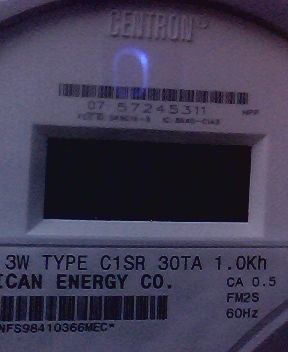 CENTRON
07 57245311
3W TYPE C1SR 30TA 1.0Kh
ICAN ENERGY CO.
CA 0.5
FM2S
60Hz
NFS98410366MEC*